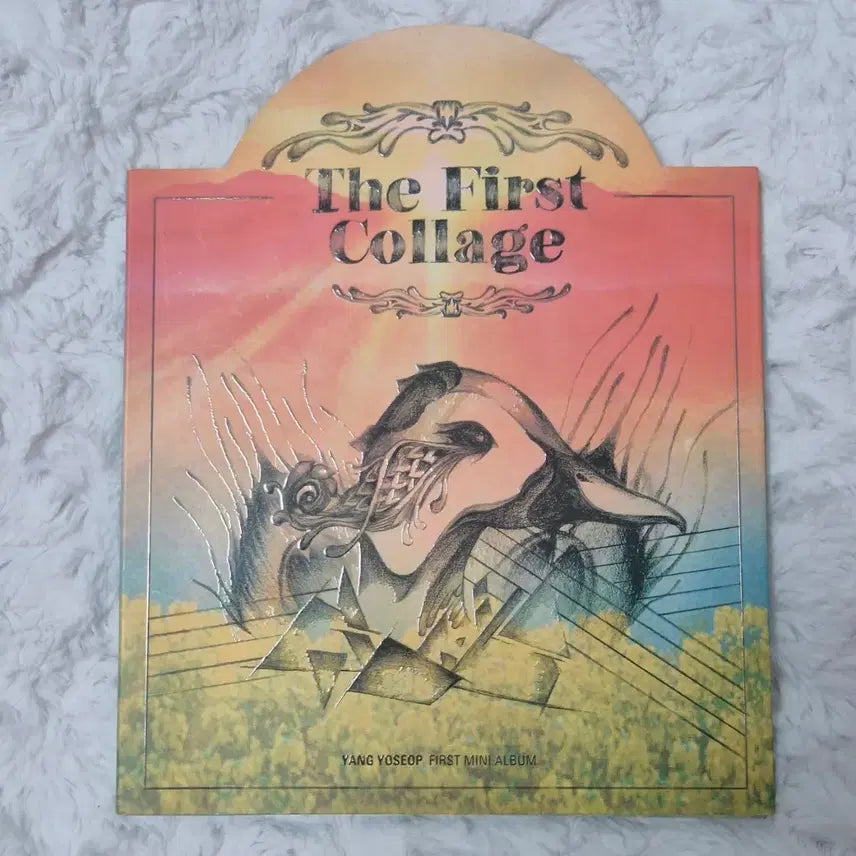 The First
Collage
YANG YOSEOP FIRST MINI ALBUM